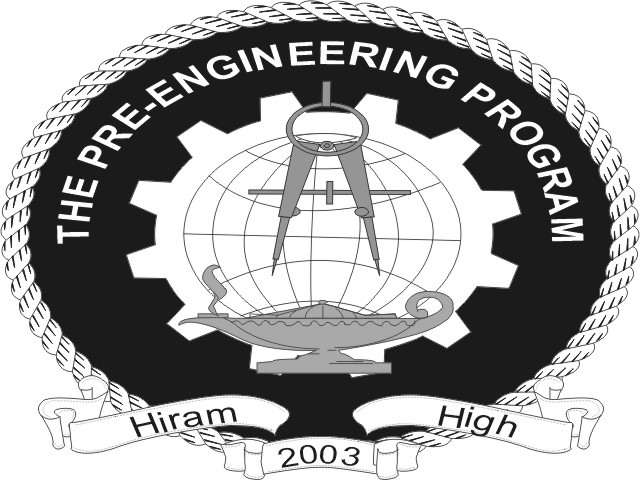 THE PRE-ENGINEERING PROGRAM
Hiram High
2003